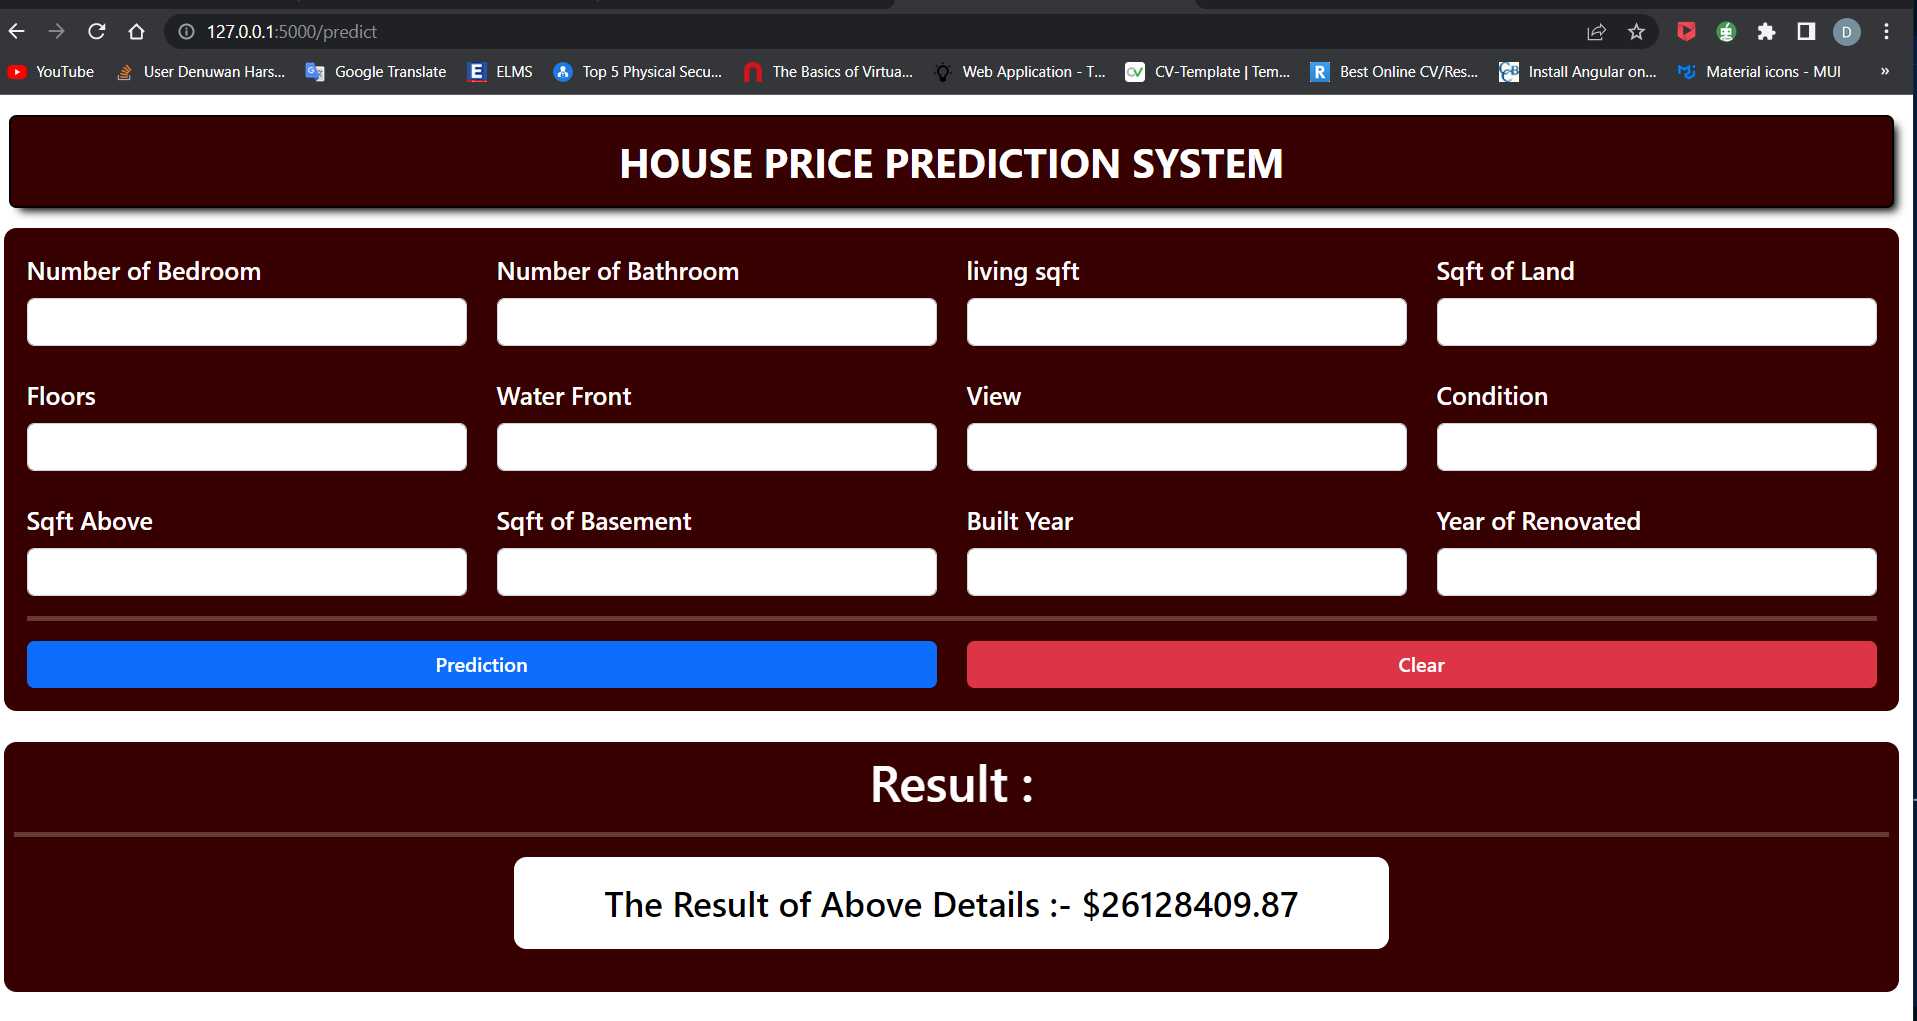 127.0.0.1:5000/predict
D
YouTube User Denuwan Hars... Google Translate E ELMS Top 5 Physical Secu... The Basics of Virtua... Web Application - T... CV CV-Template | Tem... R Best Online CV/Res... Install Angular on... Material icons - MUI »
HOUSE PRICE PREDICTION SYSTEM
Number of Bedroom Number of Bathroom living sqft Sqft of Land
Floors Water Front View Condition
Sqft Above Sqft of Basement Built Year Year of Renovated
Prediction Clear
Result :
The Result of Above Details :- $26128409.87